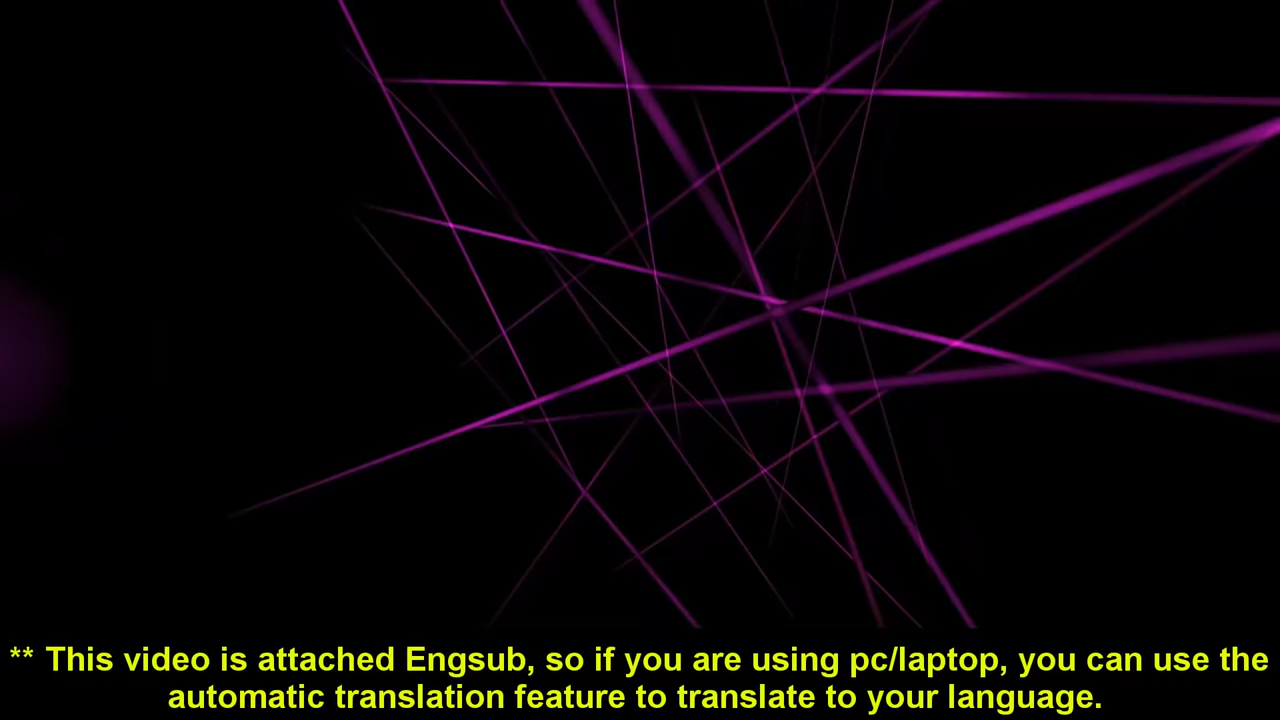 ** This video is attached Engsub, so if you are using pc/laptop, you can use the
automatic translation feature to translate to your language.